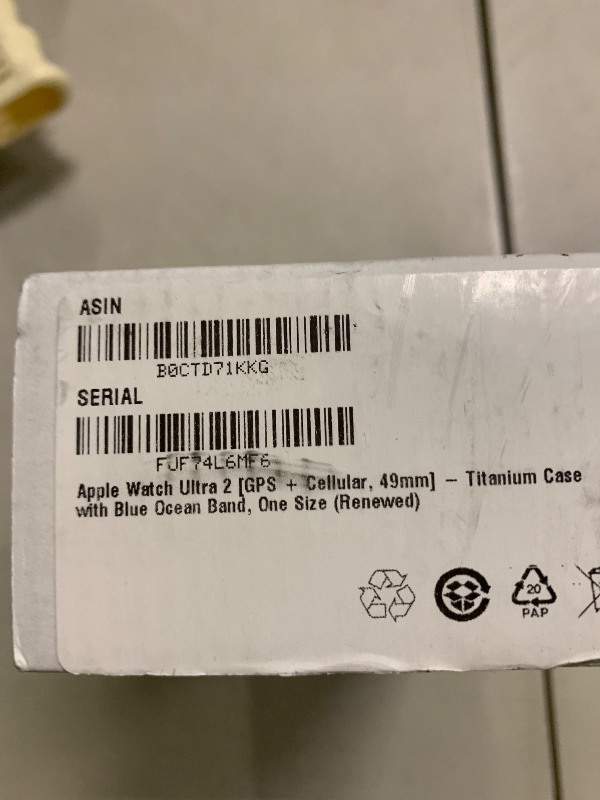 ASIN
B0CTD71KKG
SERIAL
FJF74L6MF6
Apple Watch Ultra 2 [GPS + Cellular, 49mm] – Titanium Case
with Blue Ocean Band, One Size (Renewed)
20
PAP